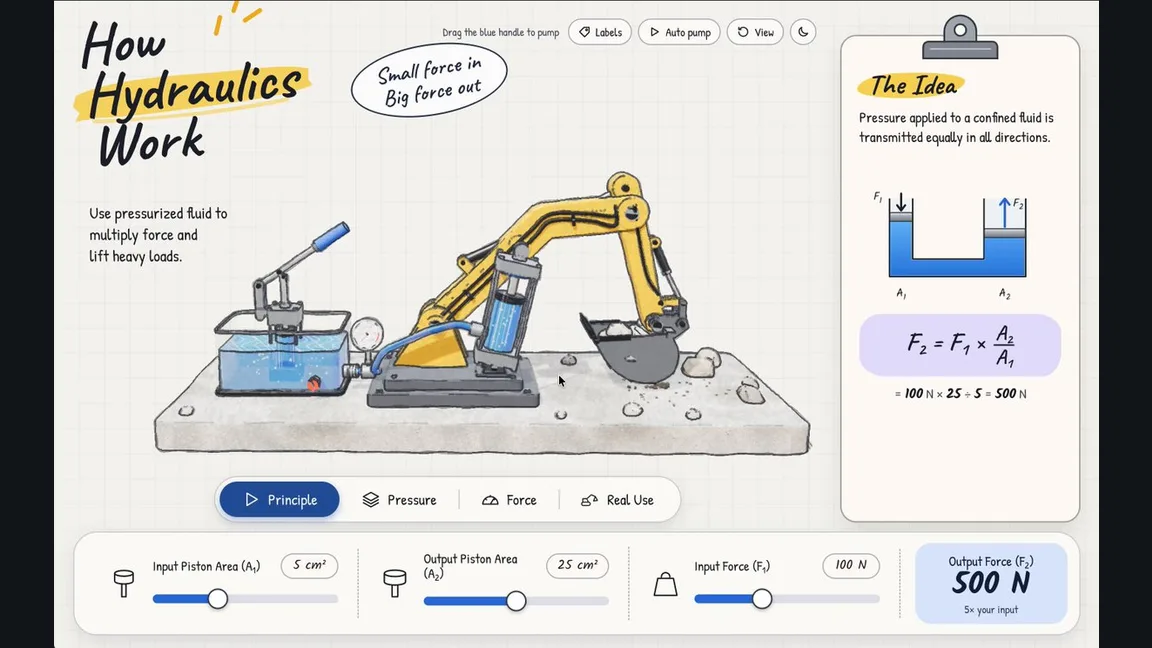 How
Hydraulics
Work
Use pressurized fluid to
multiply force and
lift heavy loads.
Small force in
Big force out
Drag the blue handle to pump
Labels
Auto pump
View
The Idea
Pressure applied to a confined fluid is
transmitted equally in all directions.
F₁
F₂
A₁
A₂
F₂ = F₁ × A₂/A₁
= 100 N × 25 ÷ 5 = 500 N
Principle
Pressure
Force
Real Use
Input Piston Area (A₁)
5 cm²
Output Piston Area
(A₂)
25 cm²
Input Force (F₁)
100 N
Output Force (F₂)
500 N
5× your input